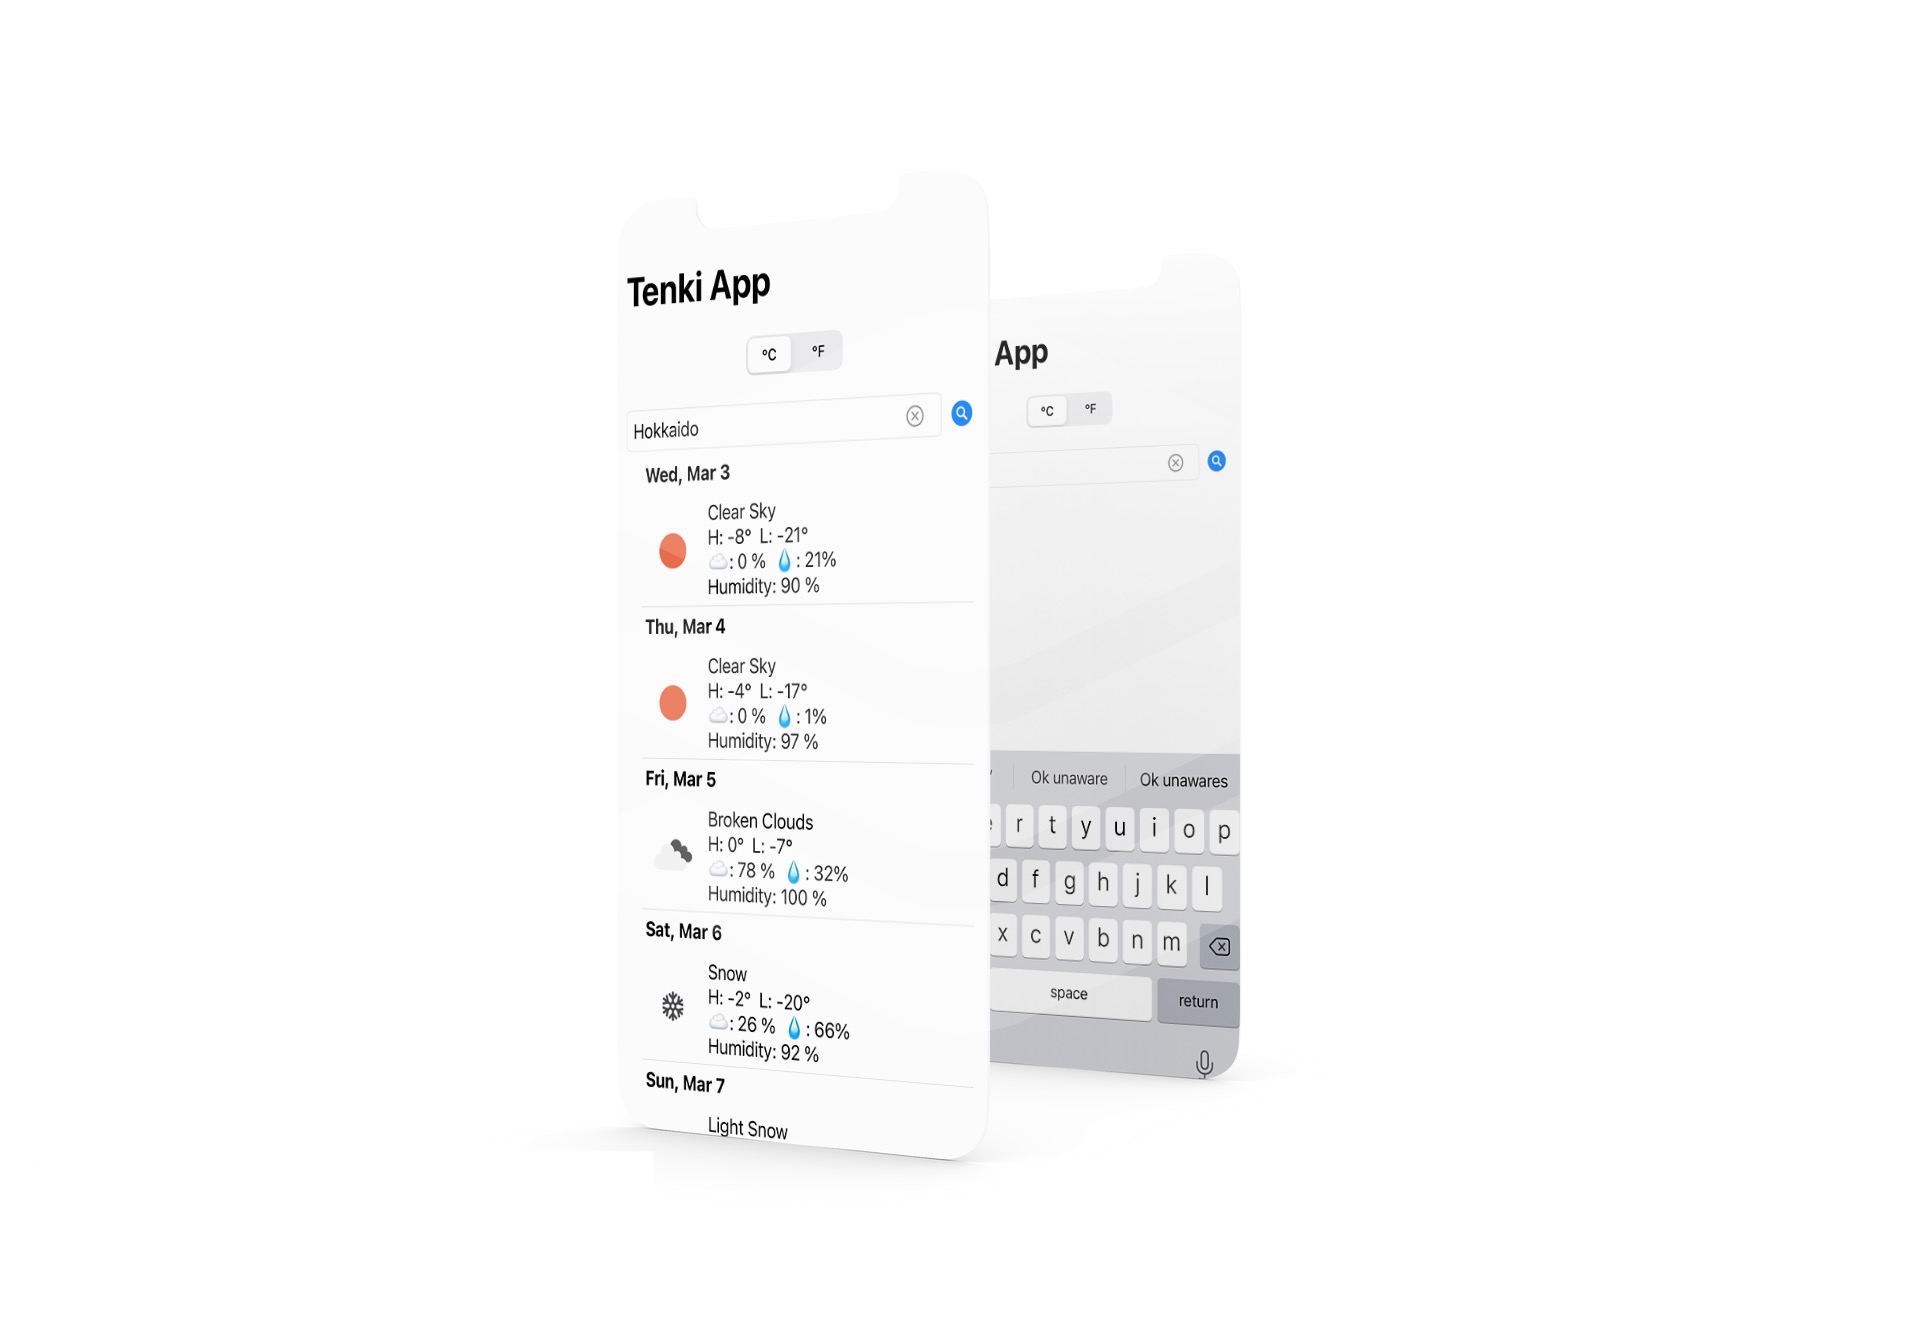 Tenki App
°C °F
Hokkaido
Wed, Mar 3
Clear Sky
H: -8° L: -21°
☁️: 0 % 💧: 21%
Humidity: 90 %
Thu, Mar 4
Clear Sky
H: -4° L: -17°
☁️: 0 % 💧: 1%
Humidity: 97 %
Fri, Mar 5
Broken Clouds
H: 0° L: -7°
☁️: 78 % 💧: 32%
Humidity: 100 %
Sat, Mar 6
Snow
H: -2° L: -20°
☁️: 26 % 💧: 66%
Humidity: 92 %
Sun, Mar 7
Light Snow
App
°C °F
Ok unaware Ok unawares
r t y u i o p
d f g h j k l
x c v b n m
space return